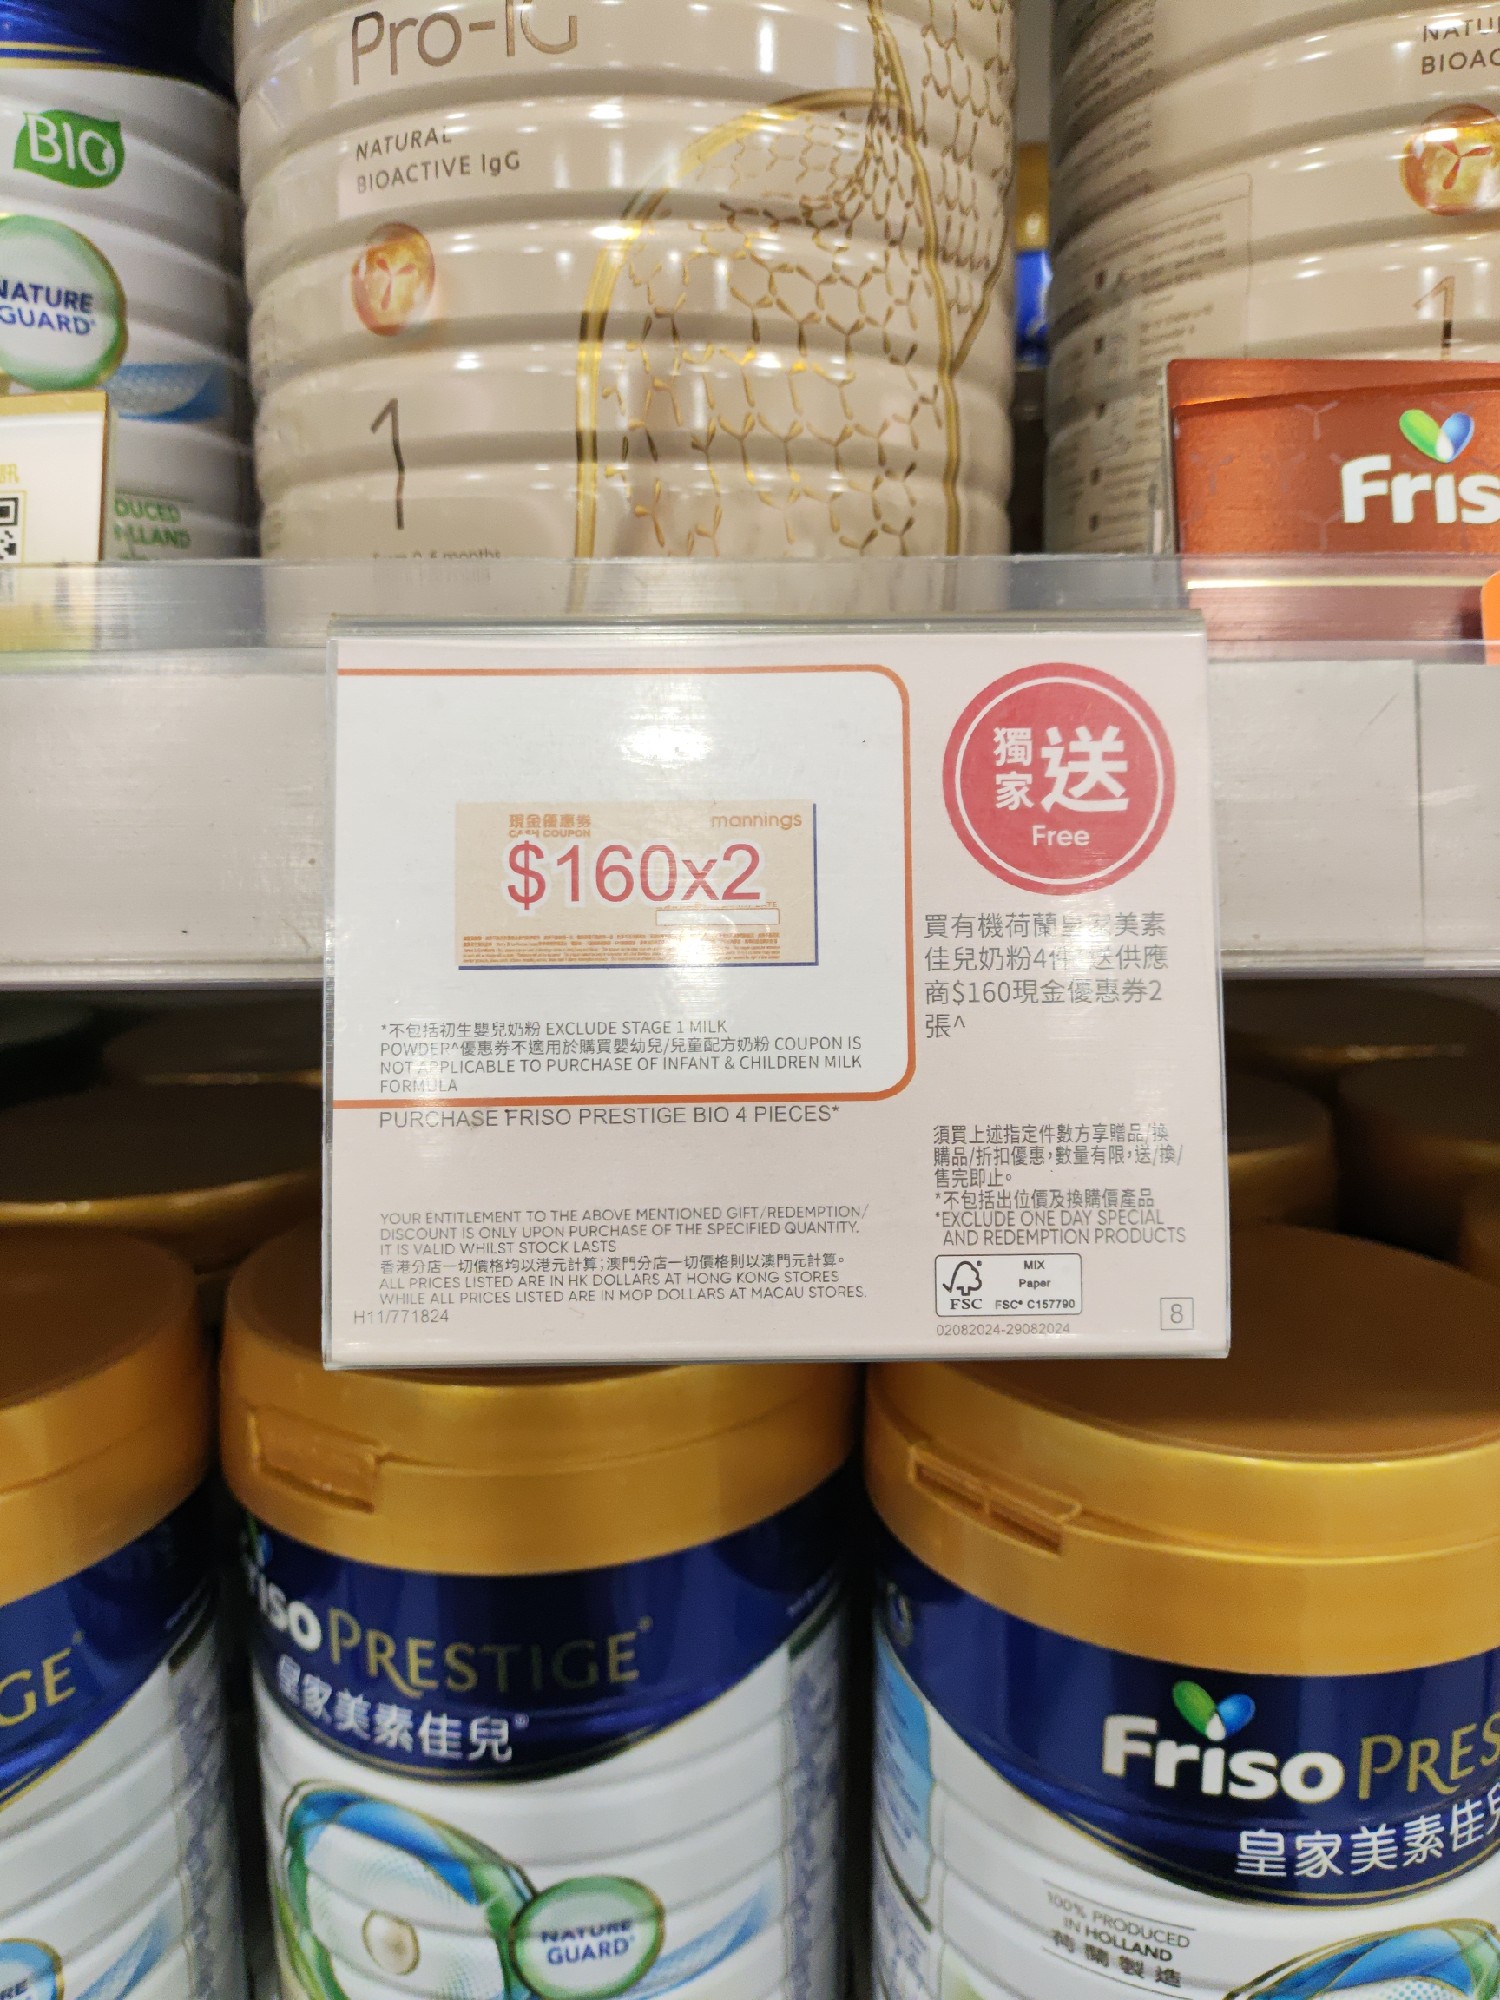 Pro-
NATURAL
BIOACTIVE IgG
1
BIO
NATURE
GUARD
訊
DUCED
LLAND
NATU
BIOAC
1
Fris
現金優惠券
CASH COUPON
mannings
$160x2
獨家
送
Free
買有機荷蘭皇家美素
佳兒奶粉4件*送供應
商$160現金優惠券2
張^
*不包括初生嬰兒奶粉 EXCLUDE STAGE 1 MILK
POWDER^優惠券不適用於購買嬰幼兒/兒童配方奶粉 COUPON IS
NOT APPLICABLE TO PURCHASE OF INFANT & CHILDREN MILK
FORMULA
PURCHASE FRISO PRESTIGE BIO 4 PIECES*
須買上述指定件數方享贈品/換
購品/折扣優惠，數量有限，送/換/
售完即止。
*不包括出位價及換購價產品
*EXCLUDE ONE DAY SPECIAL
AND REDEMPTION PRODUCTS
YOUR ENTITLEMENT TO THE ABOVE MENTIONED GIFT/REDEMPTION/
DISCOUNT IS ONLY UPON PURCHASE OF THE SPECIFIED QUANTITY.
IT IS VALID WHILST STOCK LASTS
香港分店一切價格均以港元計算；澳門分店一切價格則以澳門元計算。
ALL PRICES LISTED ARE IN HK DOLLARS AT HONG KONG STORES
WHILE ALL PRICES LISTED ARE IN MOP DOLLARS AT MACAU STORES.
H11/771824
FSC
MIX
Paper
FSC® C157790
02082024-29082024
8
GE
RE
iso PRESTIGE
皇家美素佳兒®
NATURE
GUARD
Friso PRES
皇家美素佳兒
100% PRODUCED
IN HOLLAND
荷蘭製造